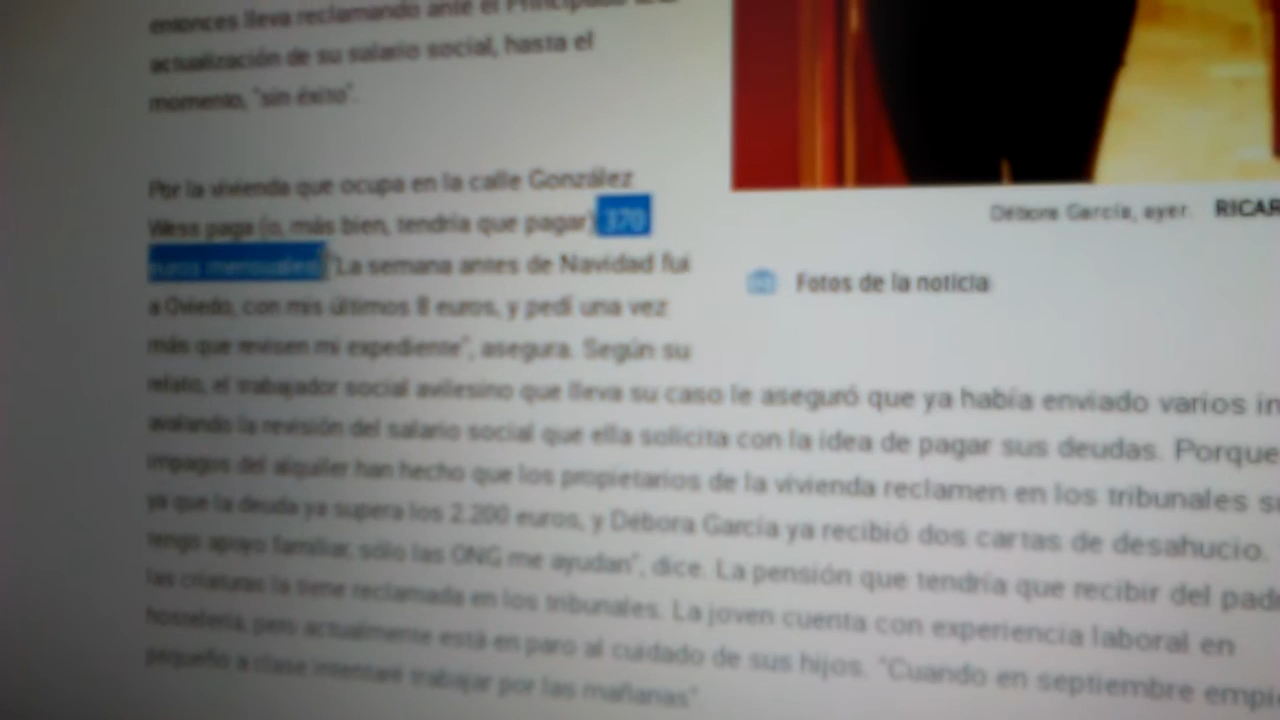 entonces lleva reclamando ante el Principado una
actualización de su salario social, hasta el
momento, "sin éxito".
Por la vivienda que ocupa en la calle González
Wess paga (o, más bien, tendría que pagar) 370
euros mensuales. "La semana antes de Navidad fui
a Oviedo, con mis últimos 8 euros, y pedí una vez
más que revisen mi expediente", asegura. Según su
relato, el trabajador social avilesino que lleva su caso le aseguró que ya había enviado varios
avalando la revisión del salario social que ella solicita con la idea de pagar sus deudas. Porque
impagos del alquiler han hecho que los propietarios de la vivienda reclamen en los tribunales
ya que la deuda ya supera los 2.200 euros, y Débora García ya recibió dos cartas de desahucio.
tengo apoyo familiar, sólo las ONG me ayudan", dice. La pensión que tendría que recibir del
las criaturas la tiene reclamada en los tribunales. La joven cuenta con experiencia laboral en
hostelería, pero actualmente está en paro al cuidado de sus hijos. "Cuando en septiembre
pequeño a clase intentaré trabajar por las mañanas"
Débora García, ayer. RICAR
Fotos de la noticia